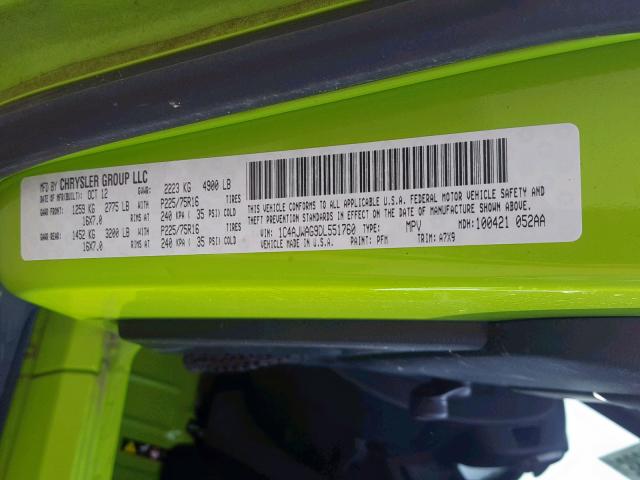 MFD BY CHRYSLER GROUP LLC
DATE OF MFR(BUILT): OCT 12 GVWR: 2223 KG 4900 LB
GAWR FRONT: 1259 KG 2775 LB WITH P225/75R16 TIRES
16X7.0 RIMS AT 240 KPA ( 35 PSI) COLD
GAWR REAR: 1452 KG 3200 LB WITH P225/75R16 TIRES
16X7.0 RIMS AT 240 KPA ( 35 PSI) COLD
THIS VEHICLE CONFORMS TO ALL APPLICABLE U.S.A. FEDERAL MOTOR VEHICLE SAFETY AND
THEFT PREVENTION STANDARDS IN EFFECT ON THE DATE OF MANUFACTURE SHOWN ABOVE.
VIN: 1C4AJWAG9DL551760 TYPE: MPV MDH: 100421 052AA
VEHICLE MADE IN U.S.A. PAINT: PFM TRIM: A7X9